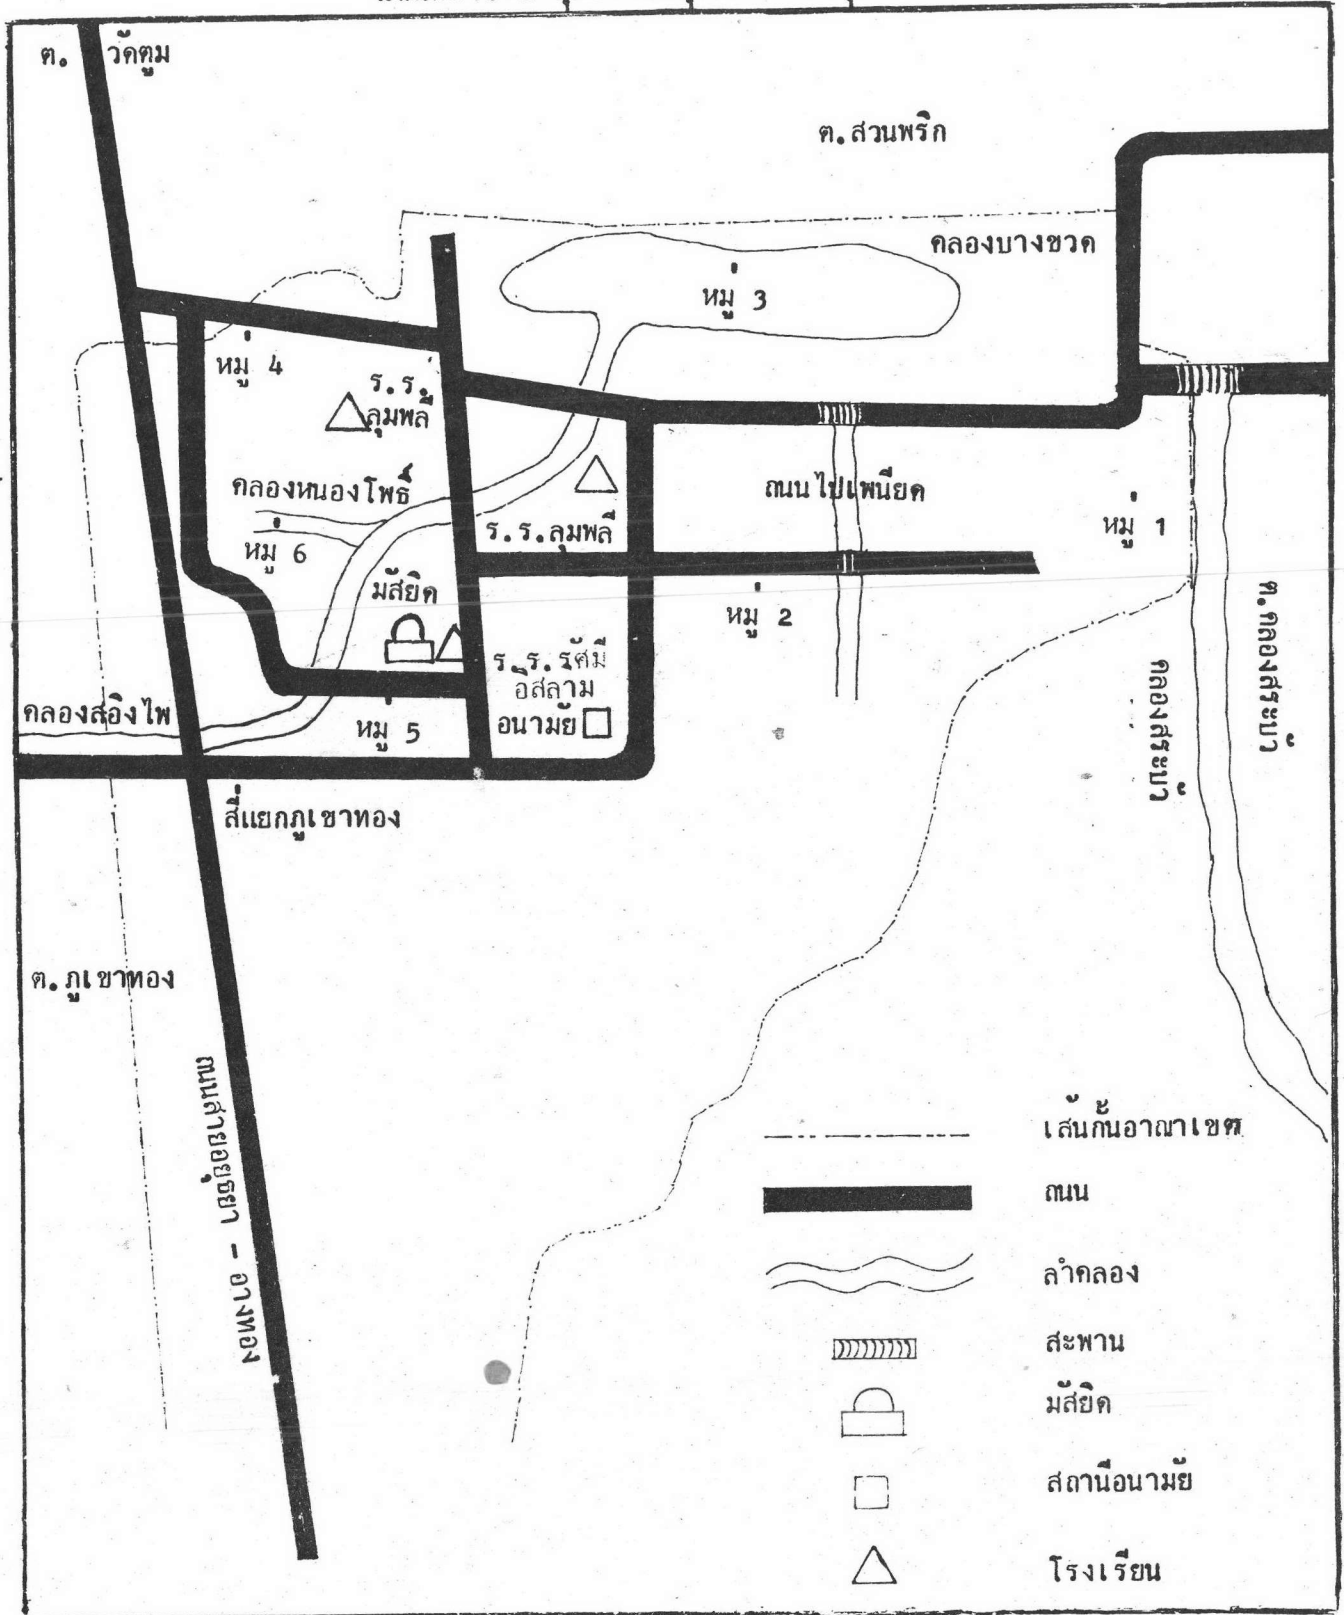 ต. วัดตูม
ต.สวนพริก
คลองบางขวด
หมู่ 3
หมู่ 4
ร.ร.
ลุมพลี
คลองหนองโพธิ์
ถนนไปเพนียด
หมู่ 1
ร.ร.ลุมพลี
หมู่ 6
มัสยิด
หมู่ 2
ต.คลองสระบัว
คลองสระบัว
ร.ร.รัศมี
อิสลาม
อนามัย
คลองสอิงไพ
หมู่ 5
สี่แยกภูเขาทอง
ต.ภูเขาทอง
ถนนสายอยุธยา - อ่างทอง
เส้นกั้นอาณาเขต
ถนน
ลำคลอง
สะพาน
มัสยิด
สถานีอนามัย
โรงเรียน